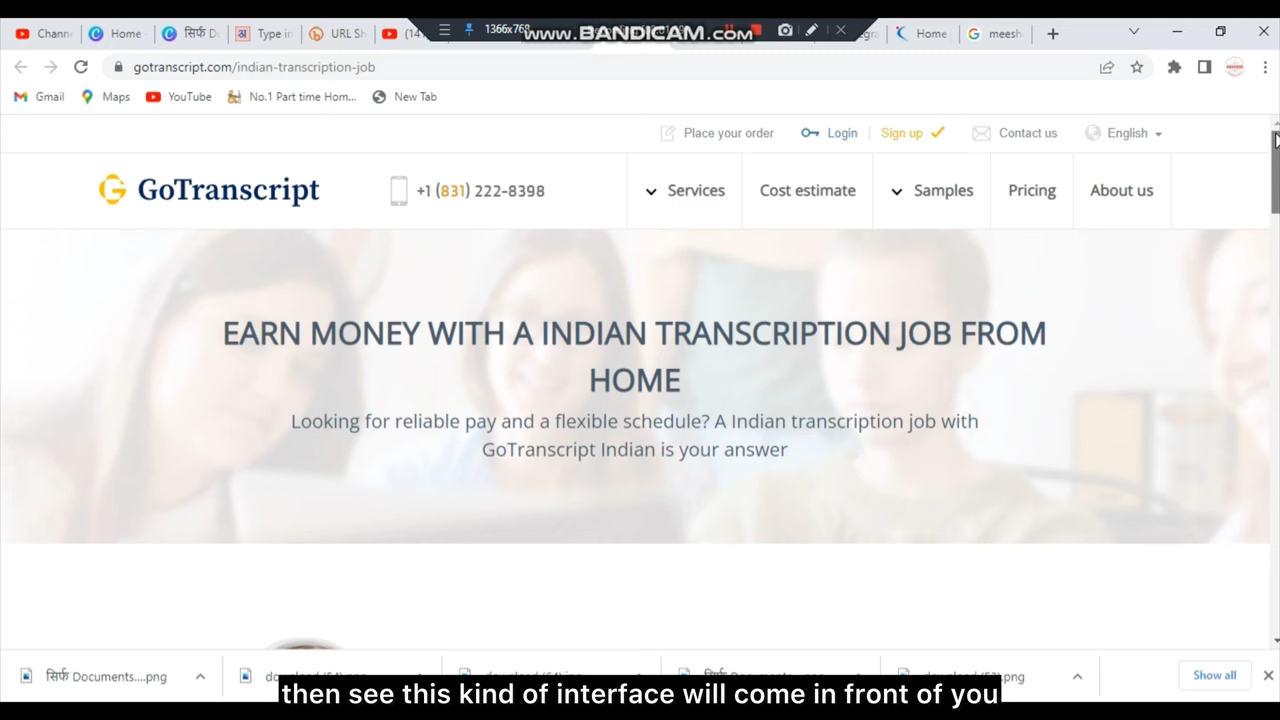 Chann
Home
सिर्फ D
Type in
URL Sh
(14
1366x768
www.BANDICAM.com
gra
Home
meesh
gotranscript.com/indian-transcription-job
Gmail
Maps
YouTube
No.1 Part time Hom...
New Tab
Place your order
Login
Sign up
Contact us
English
GoTranscript
+1 (831) 222-8398
Services
Cost estimate
Samples
Pricing
About us
EARN MONEY WITH A INDIAN TRANSCRIPTION JOB FROM
HOME
Looking for reliable pay and a flexible schedule? A Indian transcription job with
GoTranscript Indian is your answer
सिर्फ Documents....png
Show all
then see this kind of interface will come in front of you